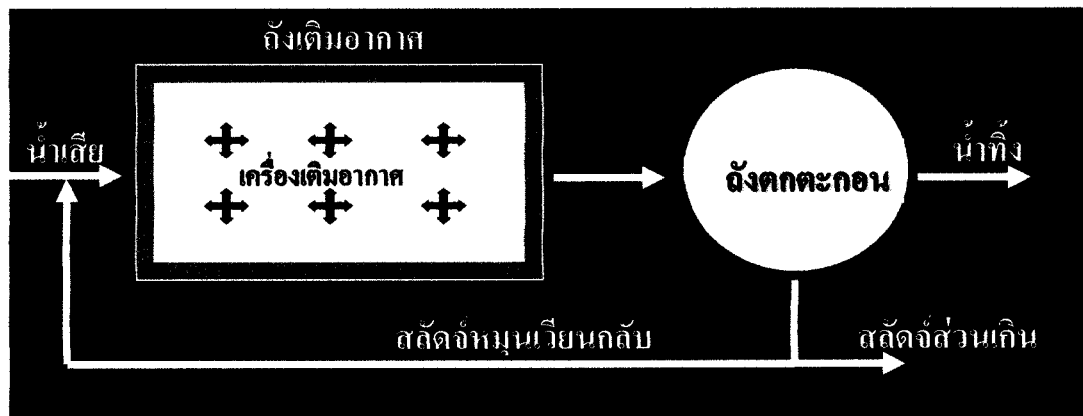 ถังเติมอากาศ
น้ำเสีย
เครื่องเติมอากาศ
ถังตกตะกอน
น้ำทิ้ง
สลัดจ์หมุนเวียนกลับ
สลัดจ์ส่วนเกิน